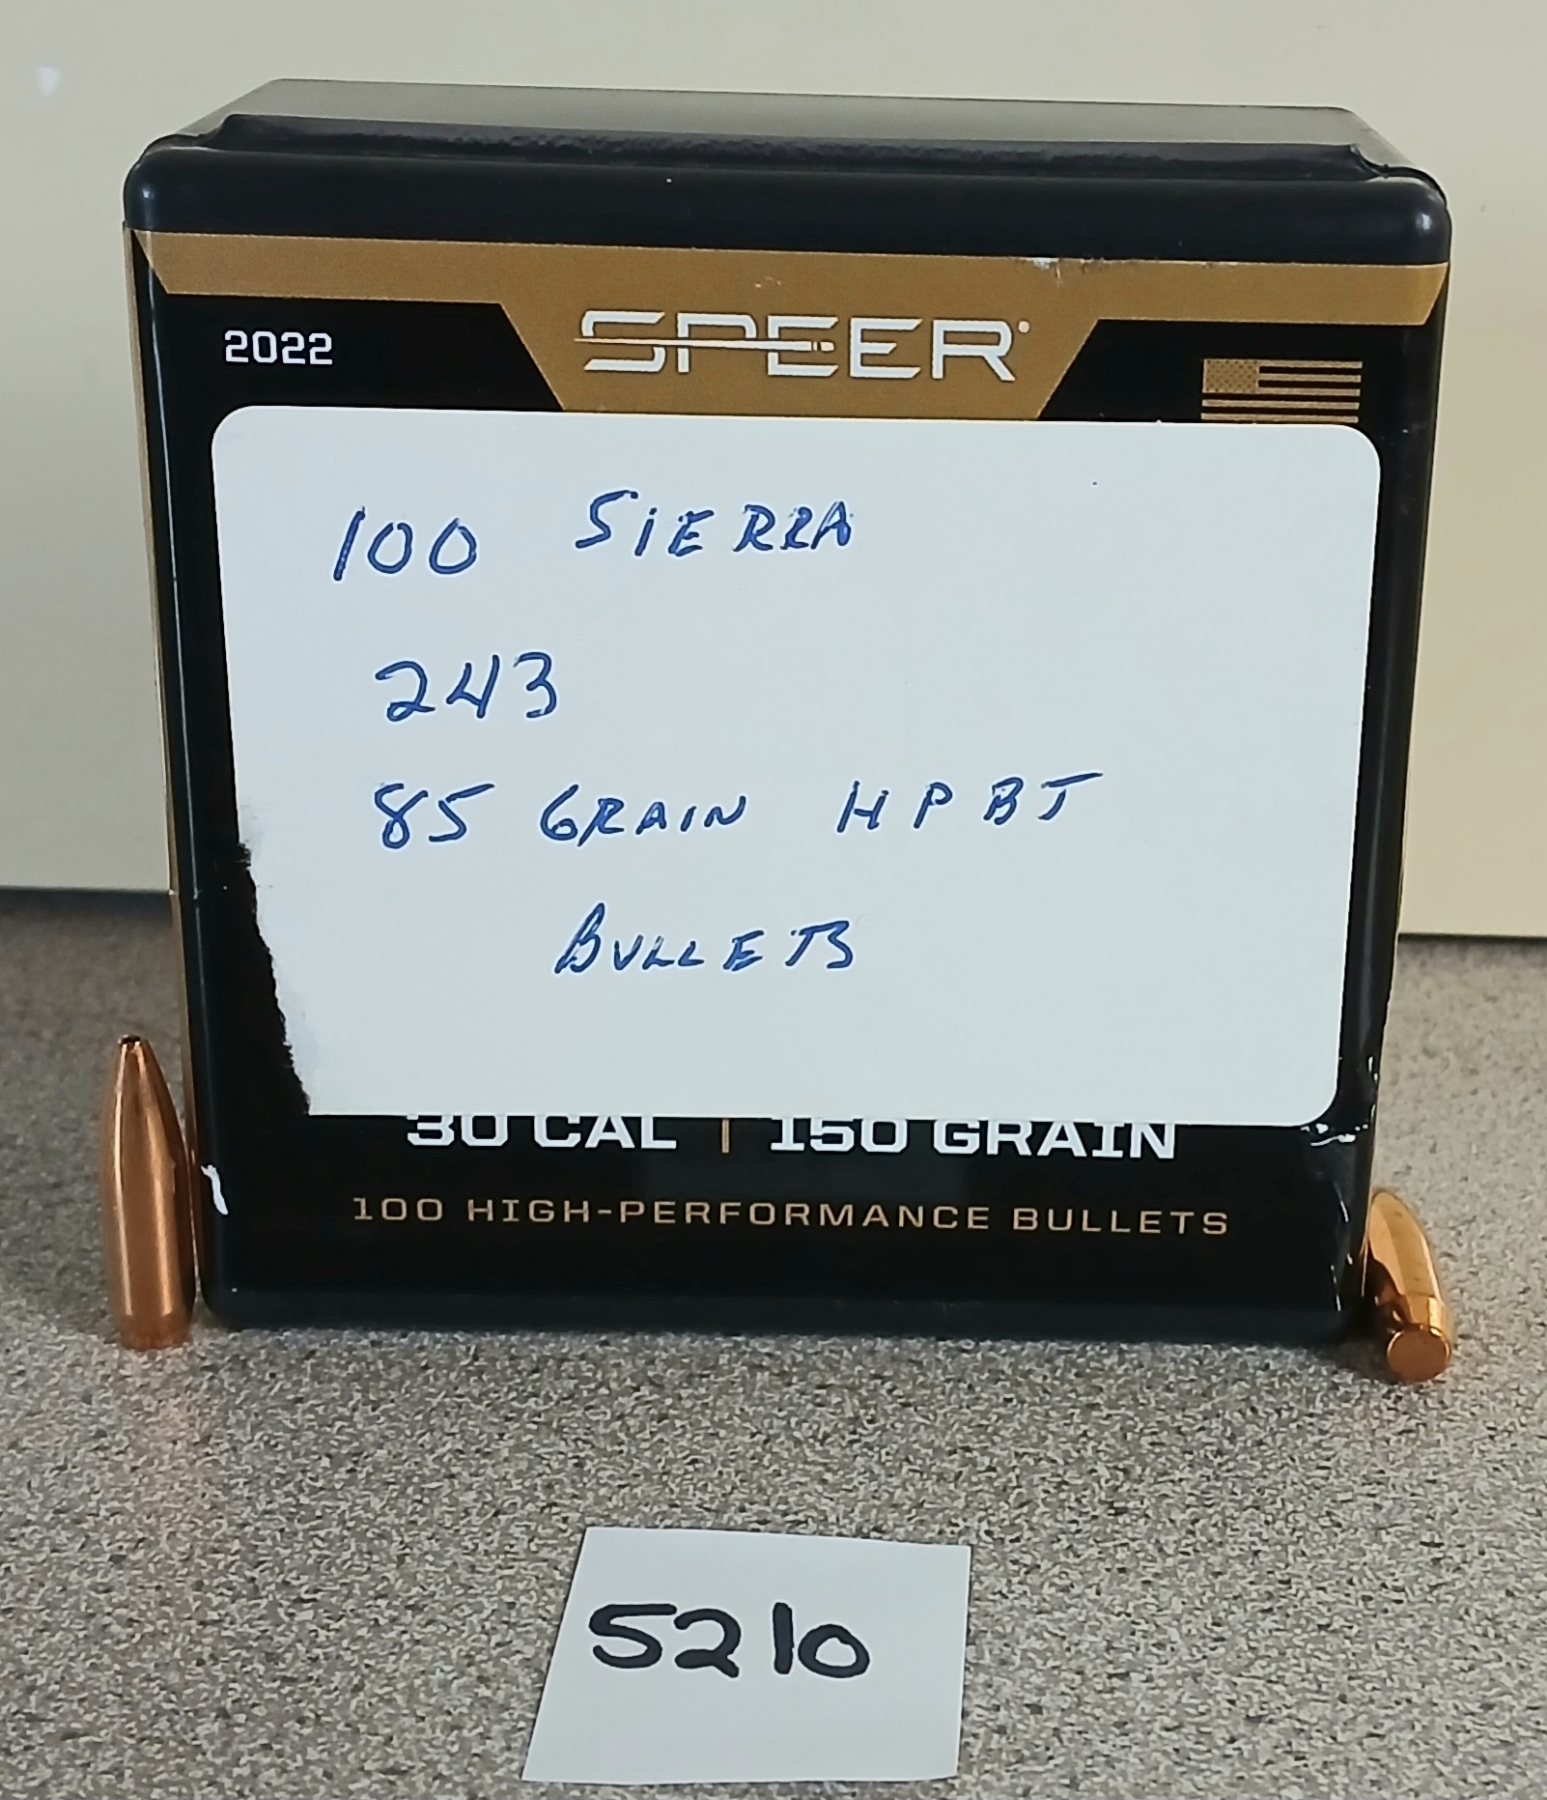 SPEER
2022
100 SIERRA
243
85 GRAIN HPBT
BULLETS
30 CAL | 150 GRAIN
100 HIGH-PERFORMANCE BULLETS
5210